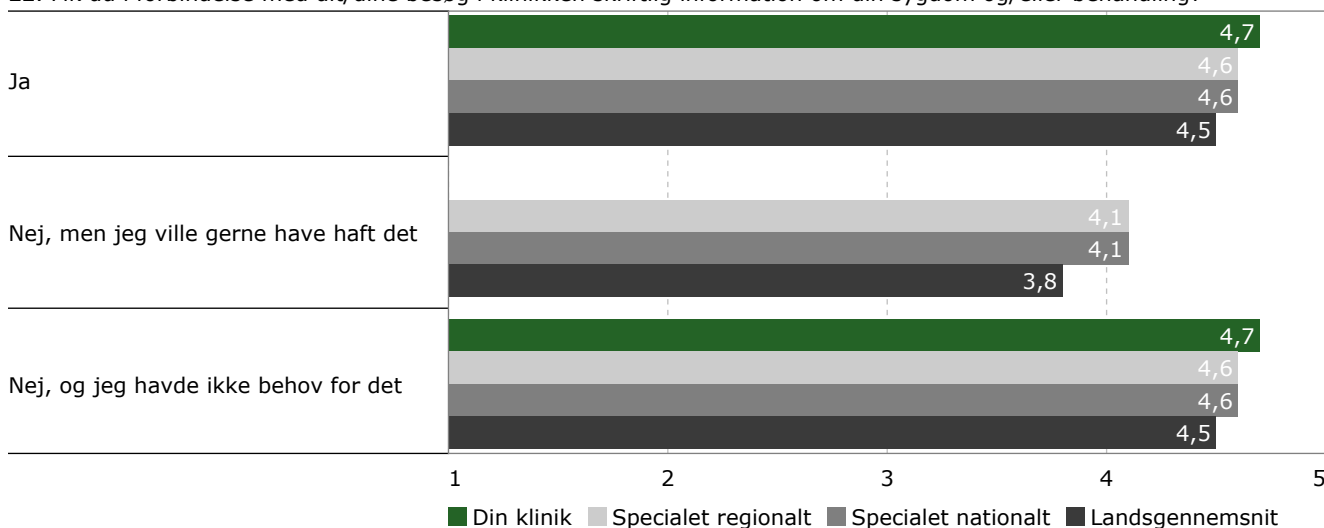 Ja
4,7
4,6
4,6
4,5
Nej, men jeg ville gerne have haft det
4,1
4,1
3,8
Nej, og jeg havde ikke behov for det
4,7
4,6
4,6
4,5
1 2 3 4 5
Din klinik Specialet regionalt Specialet nationalt Landsgennemsnit